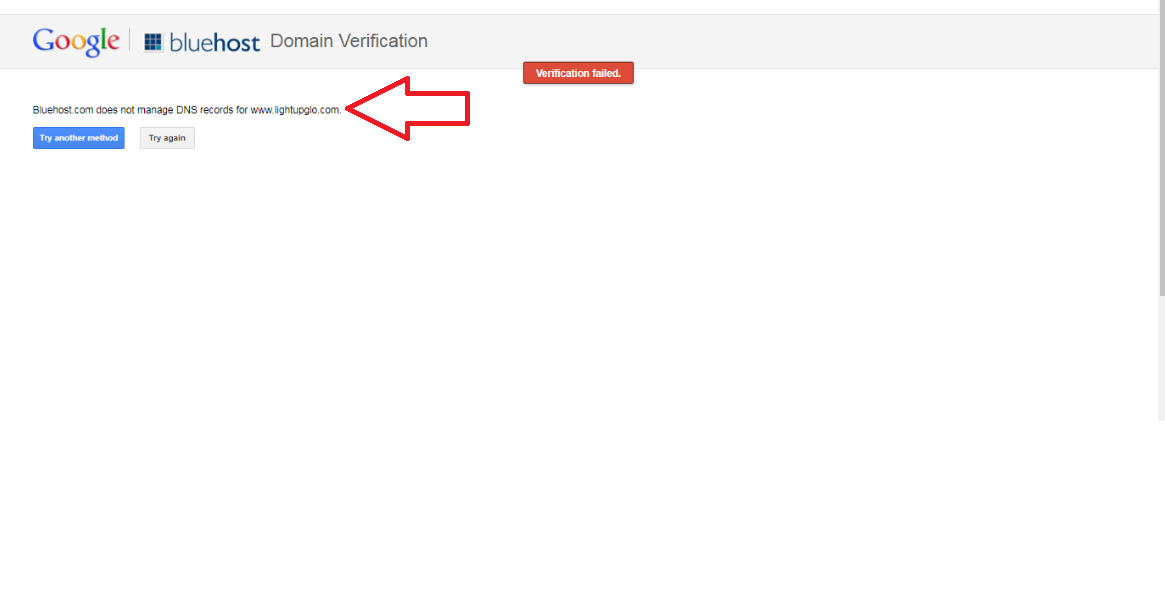 Google bluehost Domain Verification
Verification failed.
Bluehost.com does not manage DNS records for www.lightupglo.com.
Try another method Try again